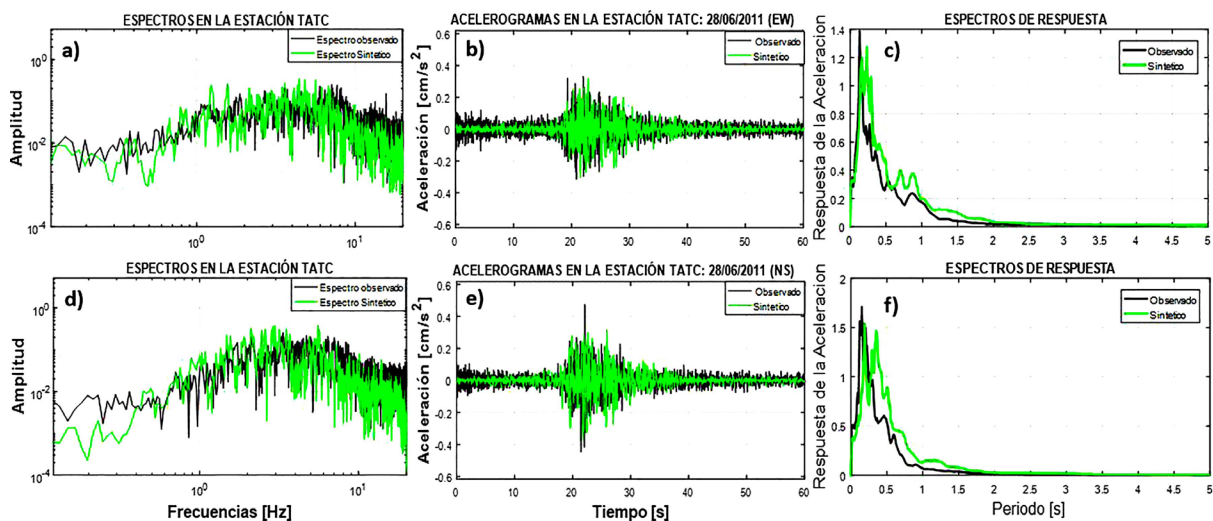 ESPECTROS EN LA ESTACIÓN TATC
a)
Espectro observado
Espectro Sintetico
Amplitud
10^0
10^-2
10^-4
10^0
10^1
ACELEROGRAMAS EN LA ESTACIÓN TATC: 28/06/2011 (EW)
b)
Observado
Sintético
Aceleración [cm/s^2]
0.6
0.4
0.2
0
-0.2
-0.4
-0.6
0 10 20 30 40 50 60
ESPECTROS DE RESPUESTA
c)
Observado
Sintetico
Respuesta de la Aceleracion
1.4
1.2
1
0.8
0.6
0.4
0.2
0
0 0.5 1 1.5 2 2.5 3 3.5 4 4.5 5
ESPECTROS EN LA ESTACIÓN TATC
d)
Espectro observado
Espectro Sintetico
Amplitud
10^0
10^-2
10^-4
10^0
10^1
Frecuencias [Hz]
ACELEROGRAMAS EN LA ESTACIÓN TATC: 28/06/2011 (NS)
e)
Observado
Sintético
Aceleración [cm/s^2]
0.6
0.4
0.2
0
-0.2
-0.4
-0.6
0 10 20 30 40 50 60
Tiempo [s]
ESPECTROS DE RESPUESTA
f)
Observado
Sintetico
Respuesta de la Aceleracion
2
1.5
1
0.5
0
0 0.5 1 1.5 2 2.5 3 3.5 4 4.5 5
Periodo [s]